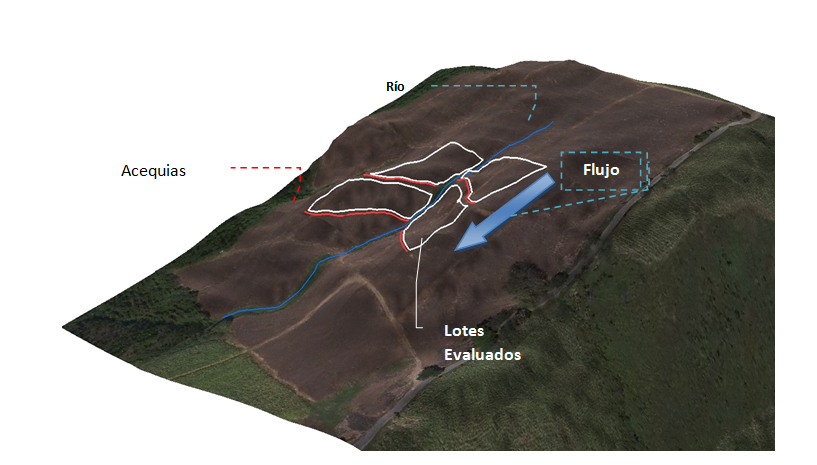 Río
Acequias
Flujo
Lotes
Evaluados